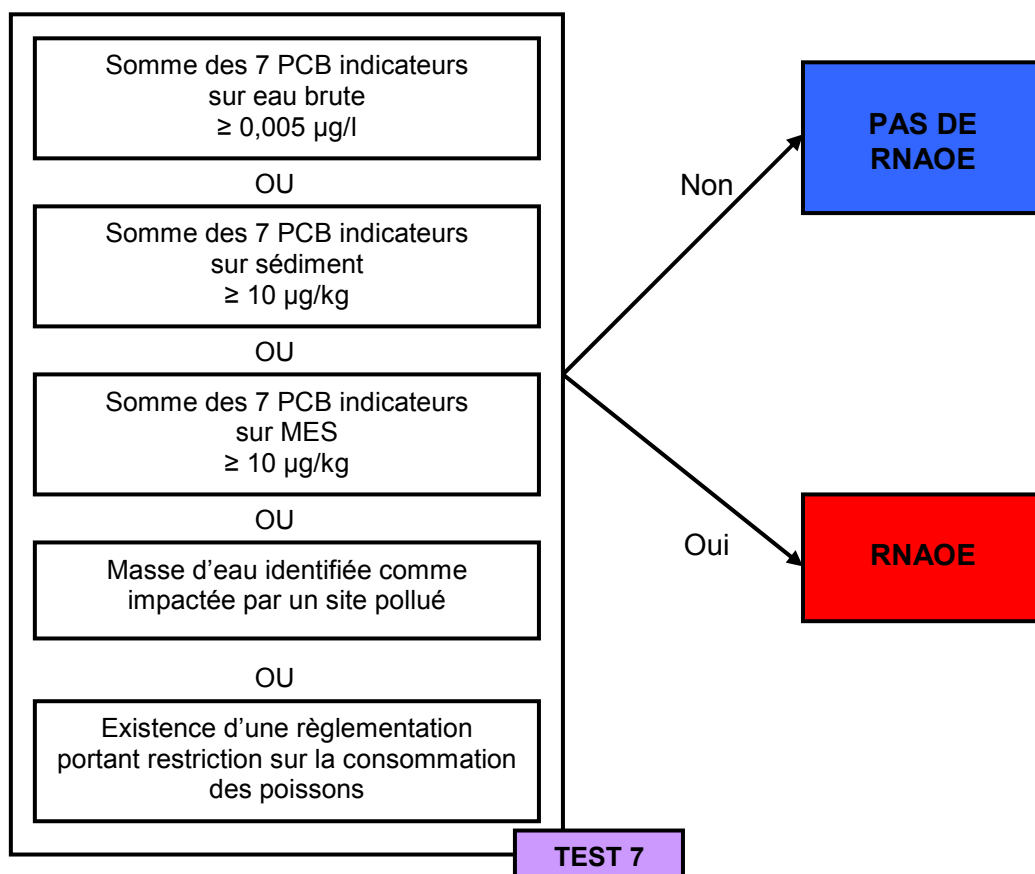 Somme des 7 PCB indicateurs
sur eau brute
≥ 0,005 µg/l
OU
Somme des 7 PCB indicateurs
sur sédiment
≥ 10 µg/kg
OU
Somme des 7 PCB indicateurs
sur MES
≥ 10 µg/kg
OU
Masse d’eau identifiée comme
impactée par un site pollué
OU
Existence d’une règlementation
portant restriction sur la consommation
des poissons
TEST 7
Non
PAS DE
RNAOE
Oui
RNAOE